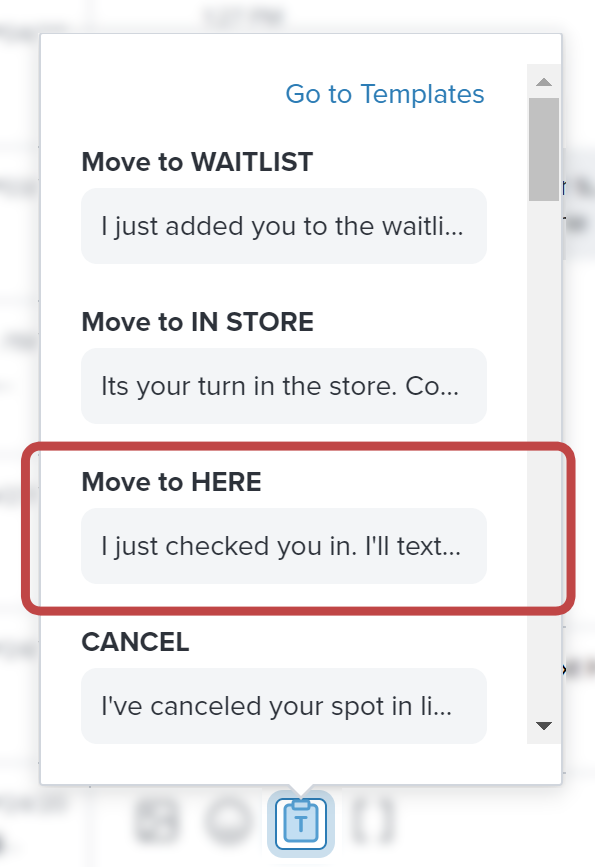 Go to Templates
Move to WAITLIST
I just added you to the waitli...
Move to IN STORE
Its your turn in the store. Co...
Move to HERE
I just checked you in. I'll text...
CANCEL
I've canceled your spot in li...
T